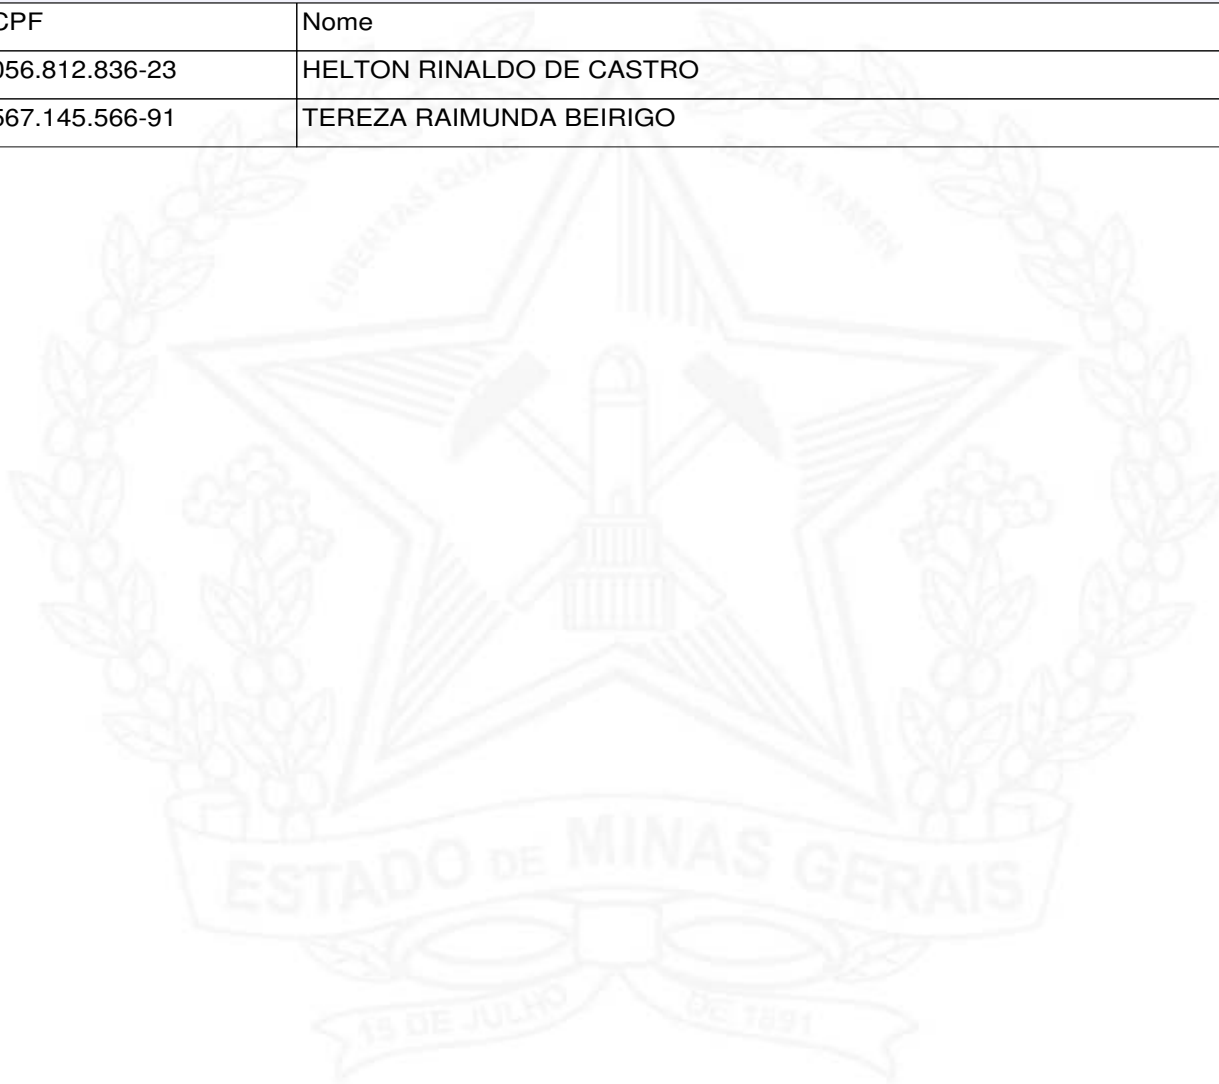 CPF Nome
056.812.836-23 HELTON RINALDO DE CASTRO
567.145.566-91 TEREZA RAIMUNDA BEIRIGO
LIBERTAS QUAE SERA TAMEN
ESTADO DE MINAS GERAIS
15 DE JULHO DE 1891